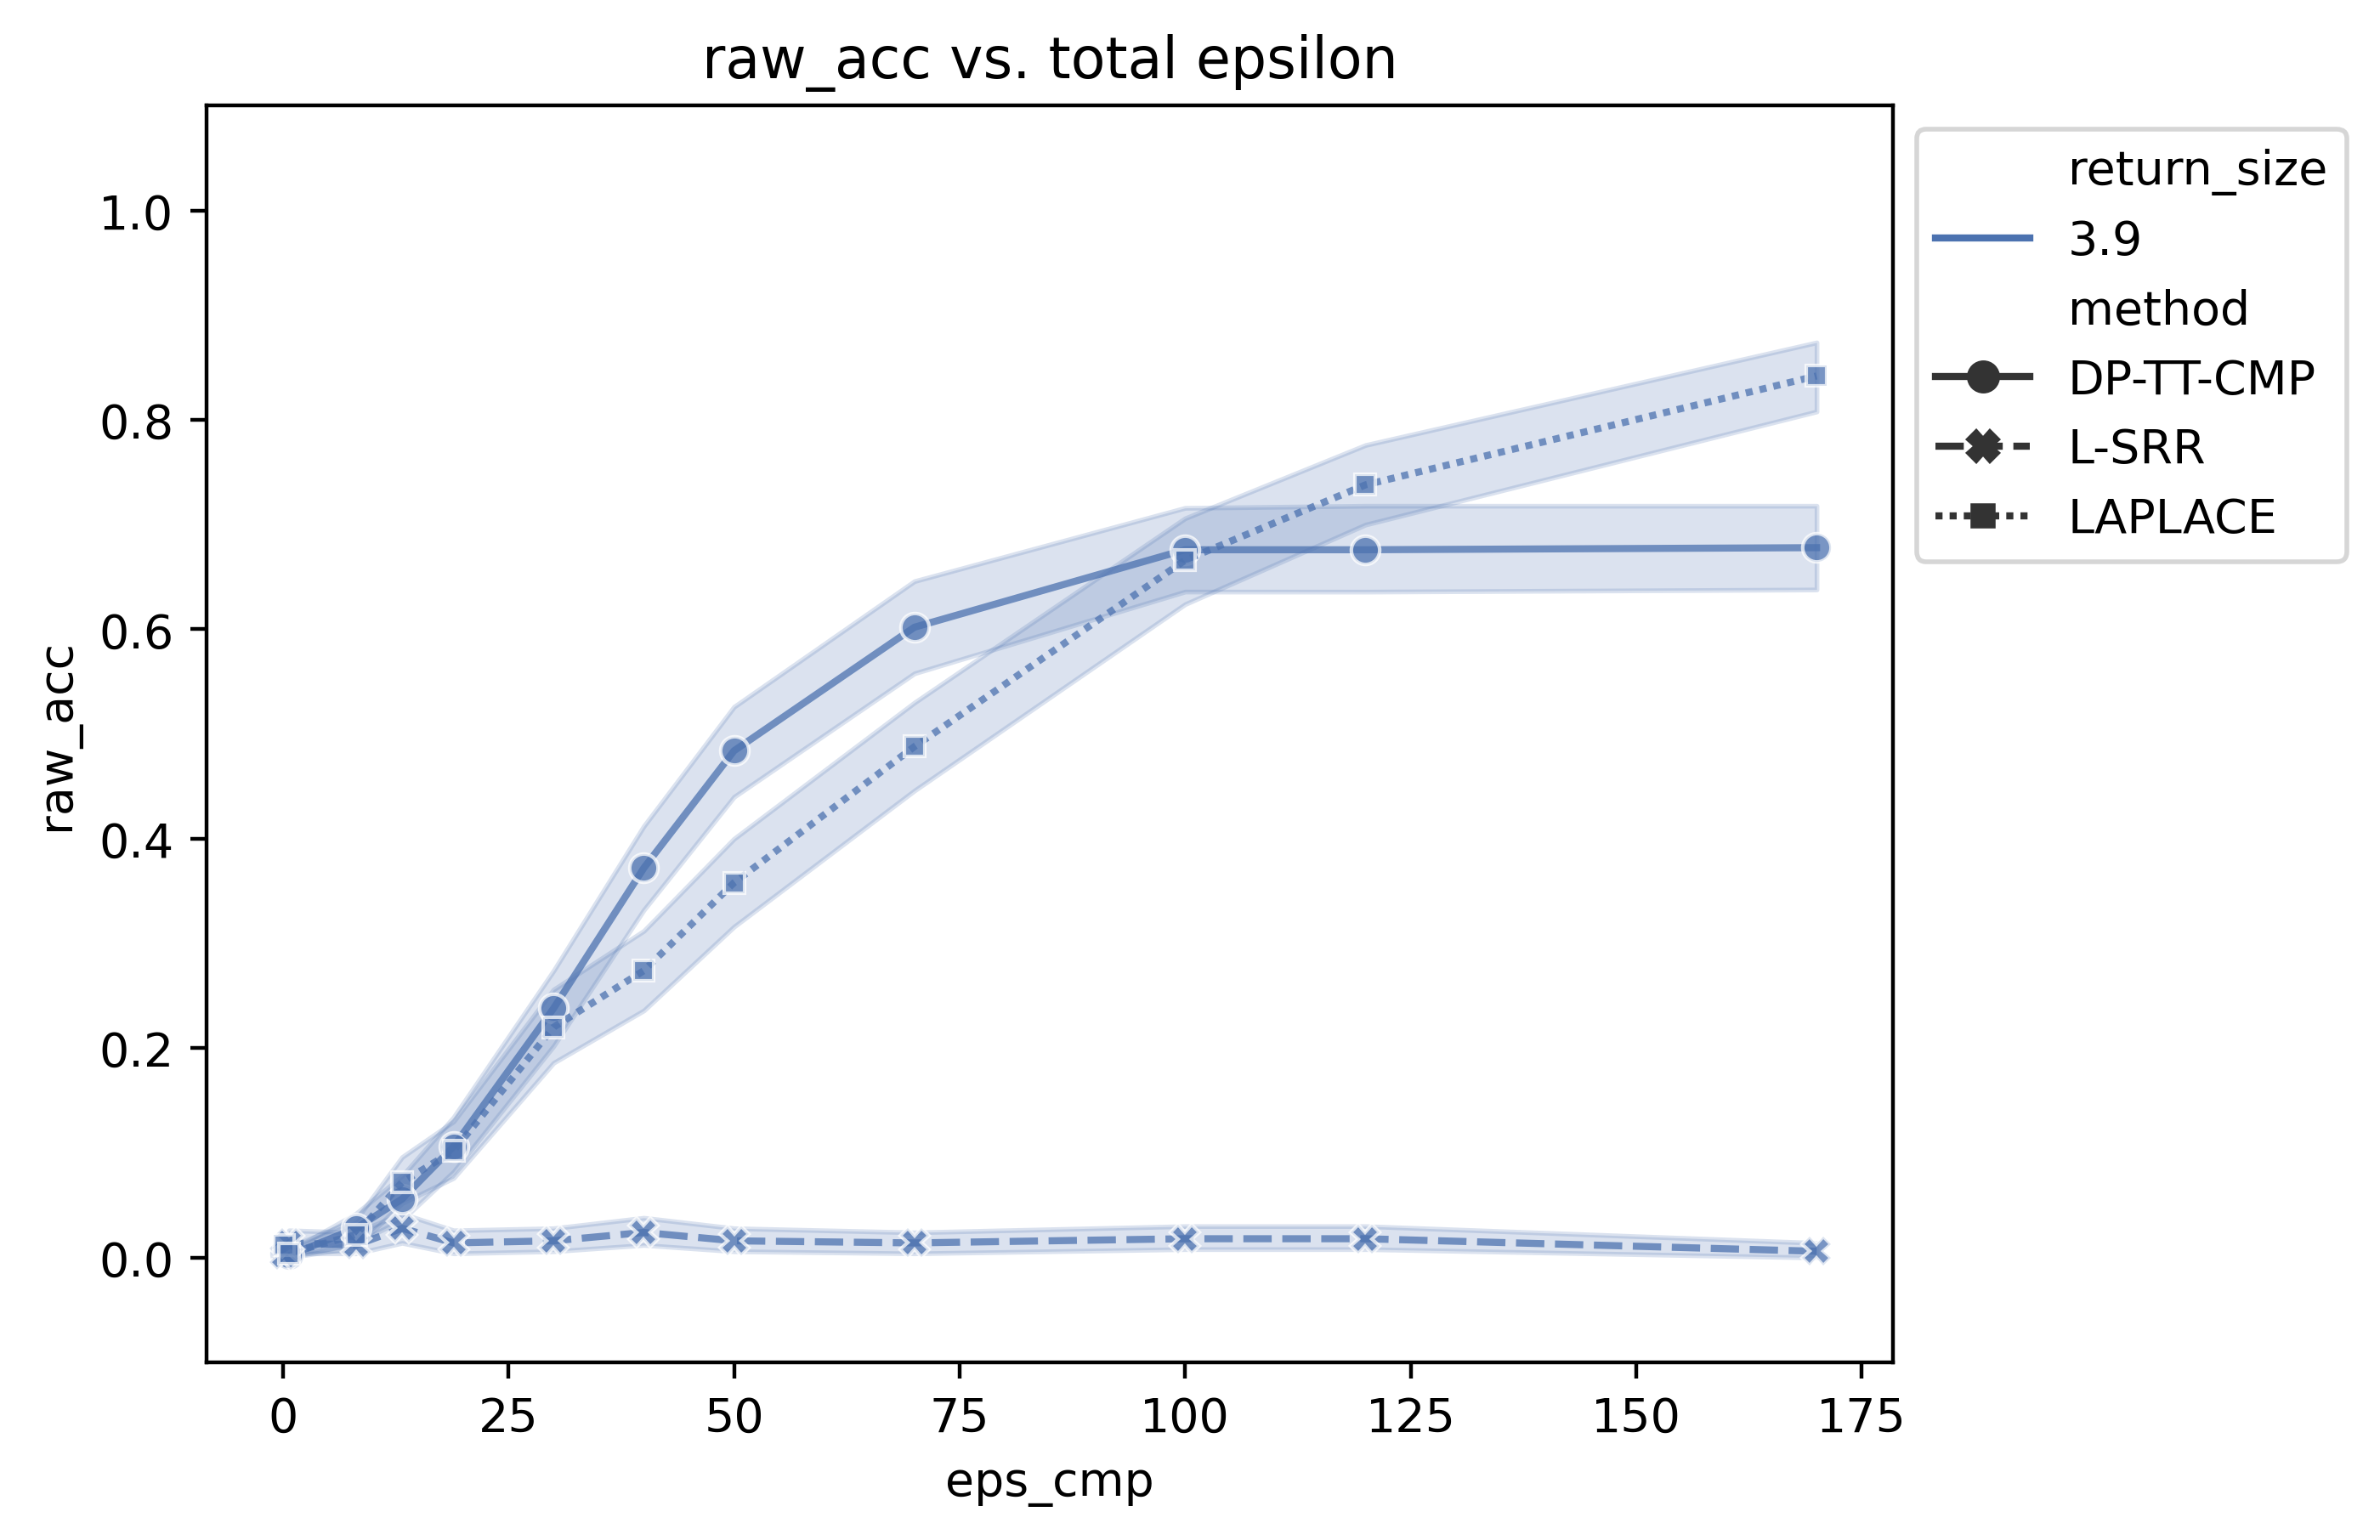 raw_acc vs. total epsilon
raw_acc
1.0
0.8
0.6
0.4
0.2
0.0
0 25 50 75 100 125 150 175
eps_cmp
return_size
3.9
method
DP-TT-CMP
L-SRR
LAPLACE